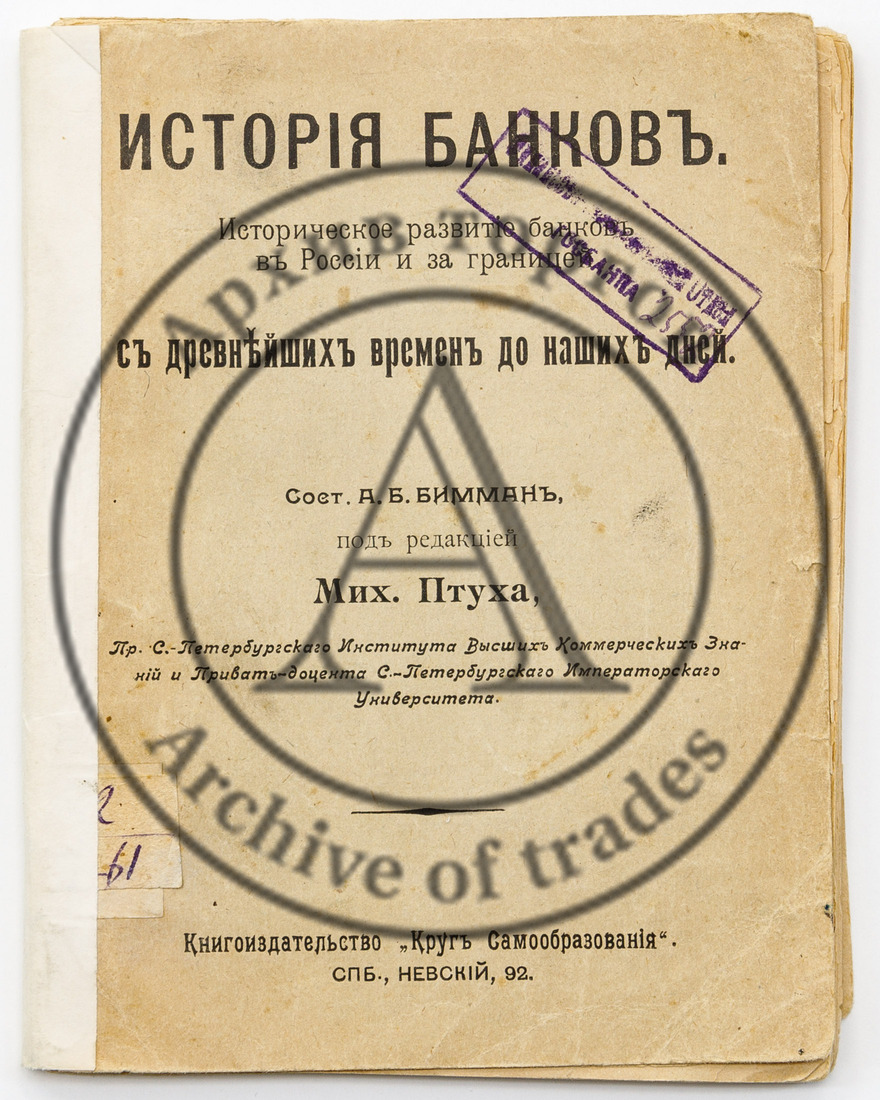 ИСТОРІЯ БАНКОВЪ.
Историческое развитіе банковъ
въ Россіи и за границей
съ древнѣйшихъ временъ до нашихъ дней.
Сост. А. Б. БИММАНЪ,
подъ редакціей
Мих. Птуха,
Пр. С.-Петербургскаго Института Высшихъ Коммерческихъ Зна-
ній и Приватъ-доцента С.-Петербургскаго Императорскаго
Университета.
Archive of trades
2
-61
Книгоиздательство „Кругъ Самообразованія“.
СПБ., НЕВСКІЙ, 92.